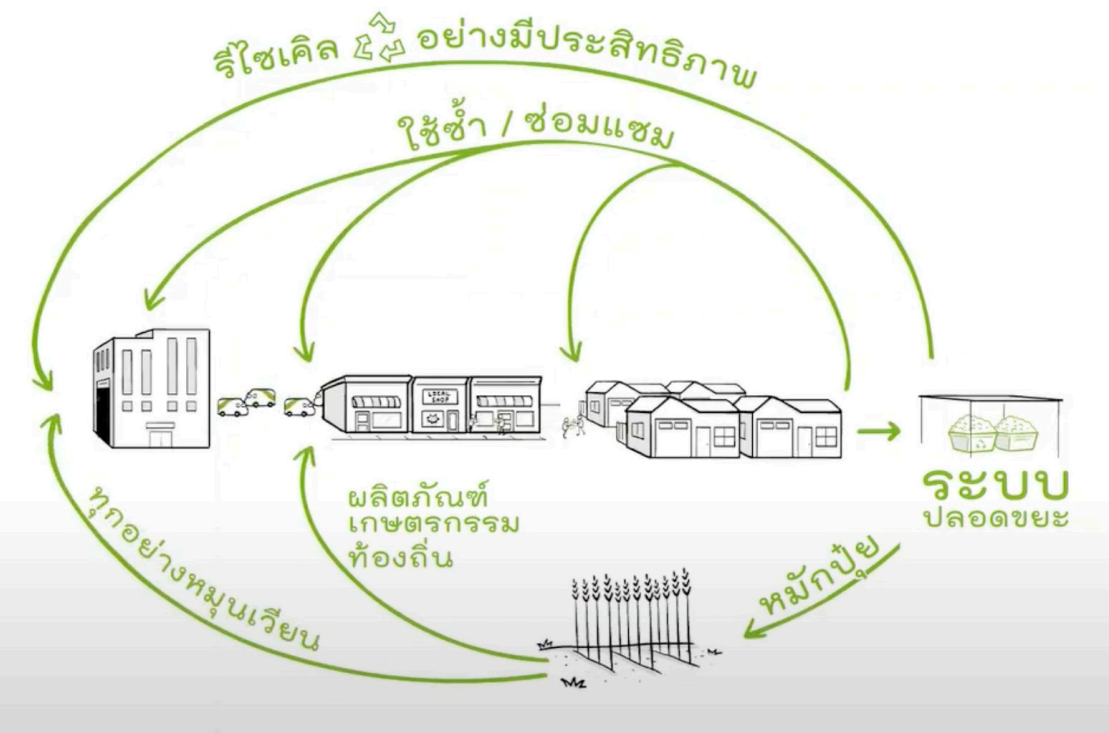 รีไซเคิล อย่างมีประสิทธิภาพ
ใช้ซ้ำ / ซ่อมแซม
LOCAL
SHOP
ระบบ
ปลอดขยะ
ผลิตภัณฑ์
เกษตรกรรม
ท้องถิ่น
หมักปุ๋ย
ทุกอย่างหมุนเวียน